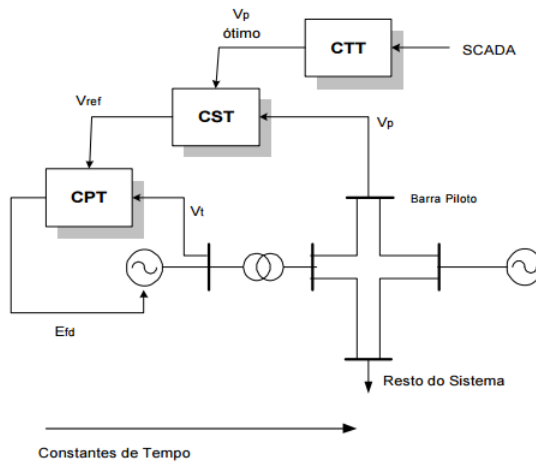 Vp
ótimo
CTT
SCADA
Vref
CST
Vp
CPT
Vt
Barra Piloto
Efd
Resto do Sistema
Constantes de Tempo